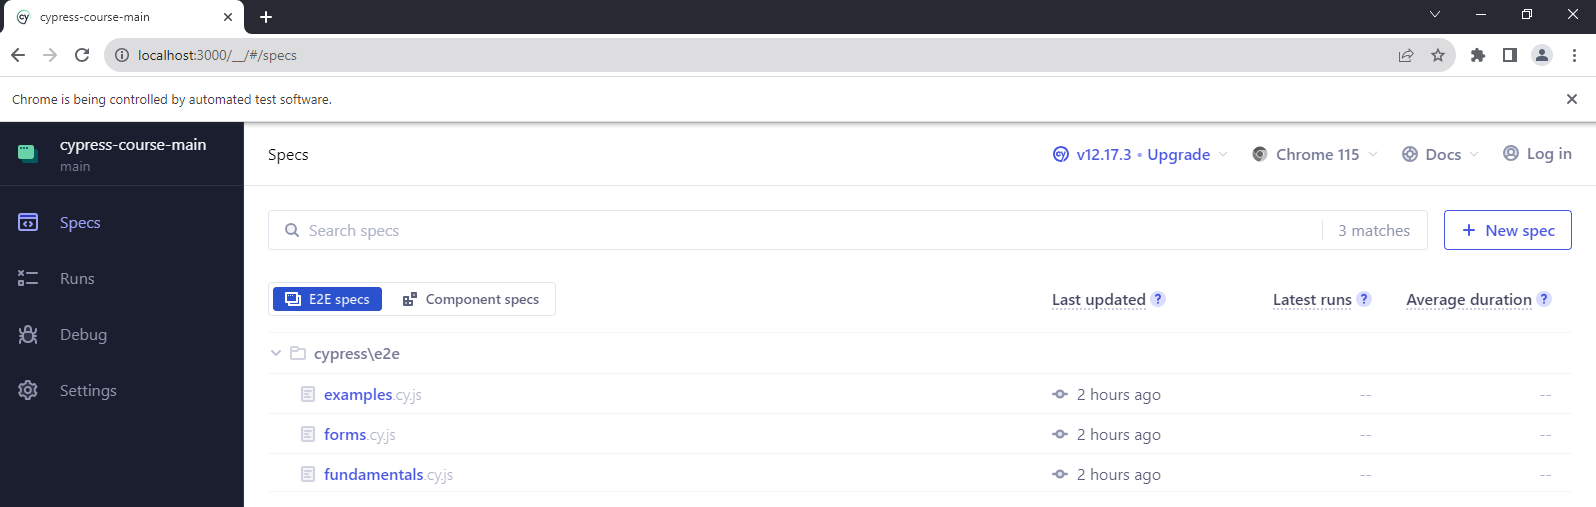 cypress-course-main
localhost:3000/__/#/specs
Chrome is being controlled by automated test software.
cypress-course-main
main
Specs
Runs
Debug
Settings
Specs
cy v12.17.3 • Upgrade
Chrome 115
Docs
Log in
Search specs
3 matches
+ New spec
E2E specs
Component specs
Last updated ?
Latest runs ?
Average duration ?
cypress\e2e
examples.cy.js 2 hours ago -- --
forms.cy.js 2 hours ago -- --
fundamentals.cy.js 2 hours ago -- --